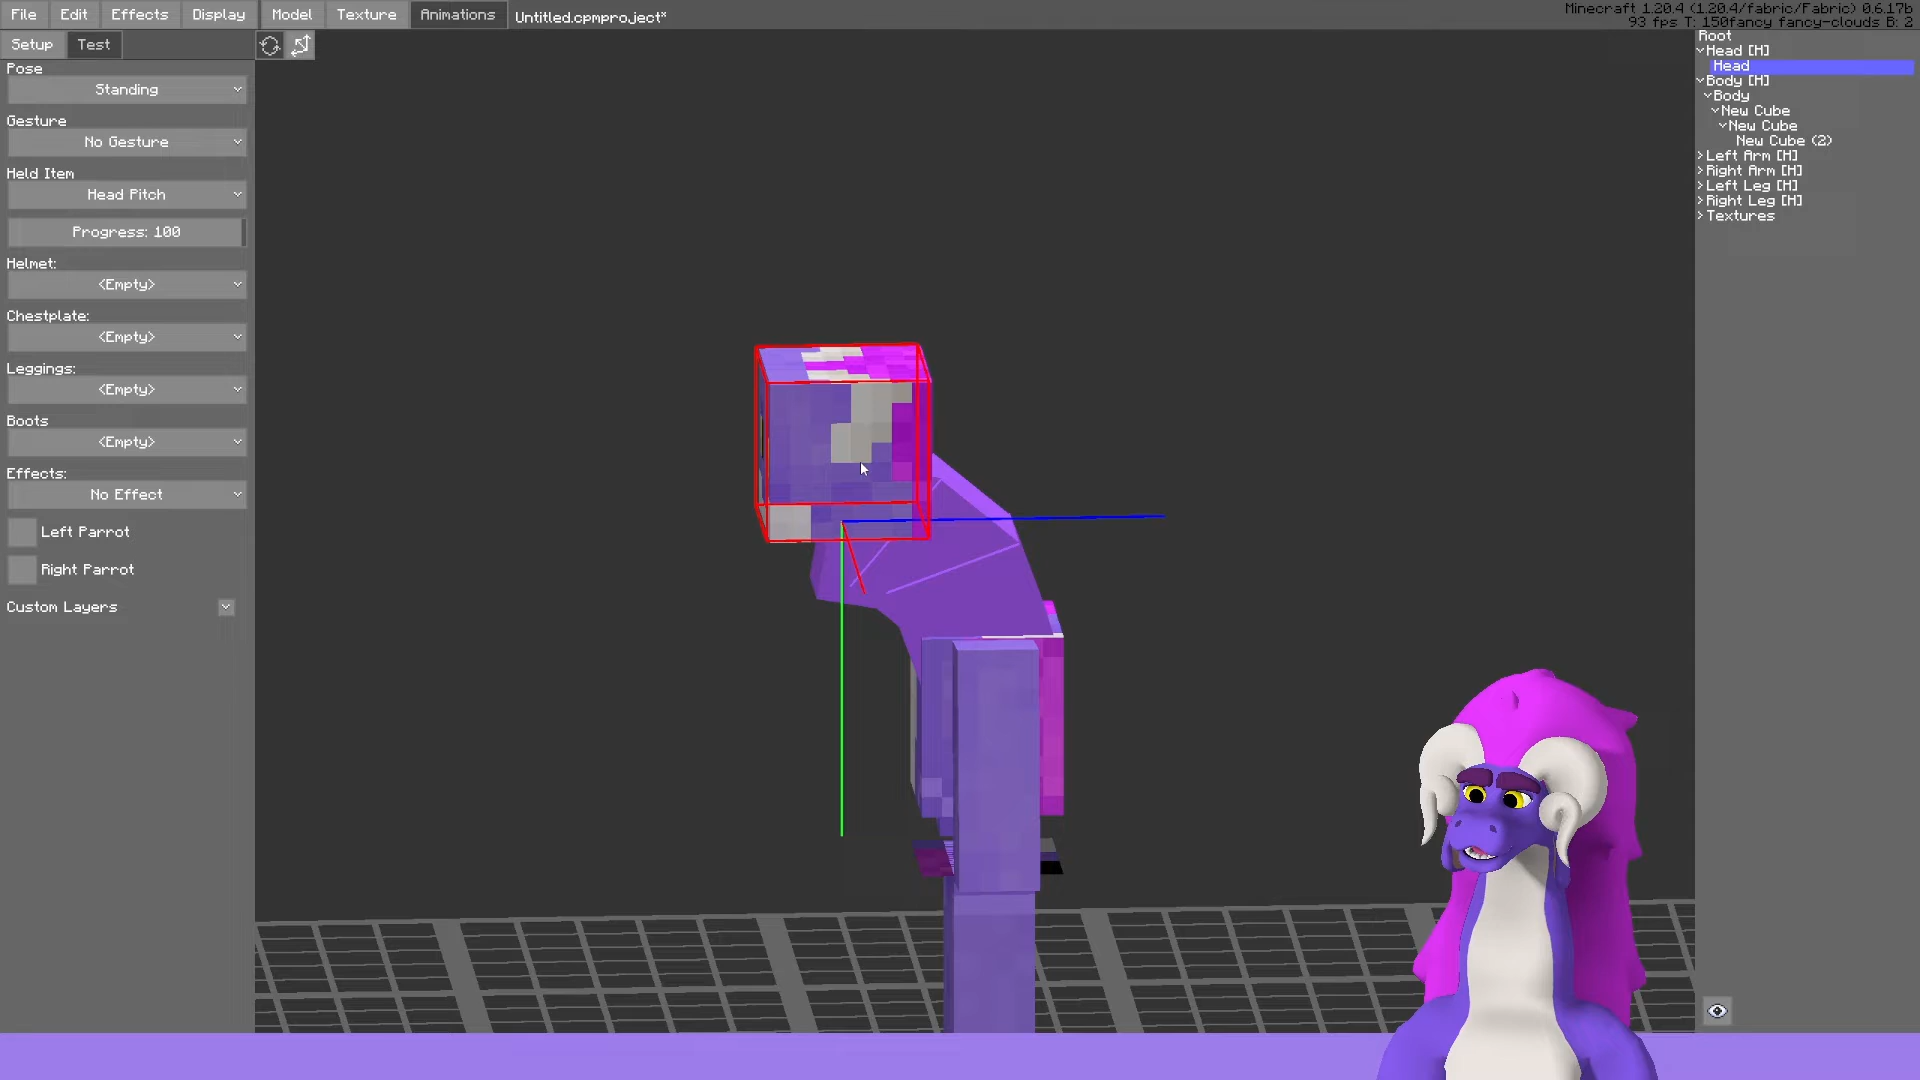 File Edit Effects Display Model Texture Animations Untitled.cpmproject*
Minecraft 1.20.4 (1.20.4/fabric/Fabric) 0.6.17b
93 fps T: 150fancy fancy-clouds B: 2
Setup Test
Pose
Standing
Gesture
No Gesture
Held Item
Head Pitch
Progress: 100
Helmet:
<Empty>
Chestplate:
<Empty>
Leggings:
<Empty>
Boots
<Empty>
Effects:
No Effect
Left Parrot
Right Parrot
Custom Layers
Root
Head [H]
Head
Body [H]
Body
New Cube
New Cube
New Cube (2)
Left Arm [H]
Right Arm [H]
Left Leg [H]
Right Leg [H]
Textures